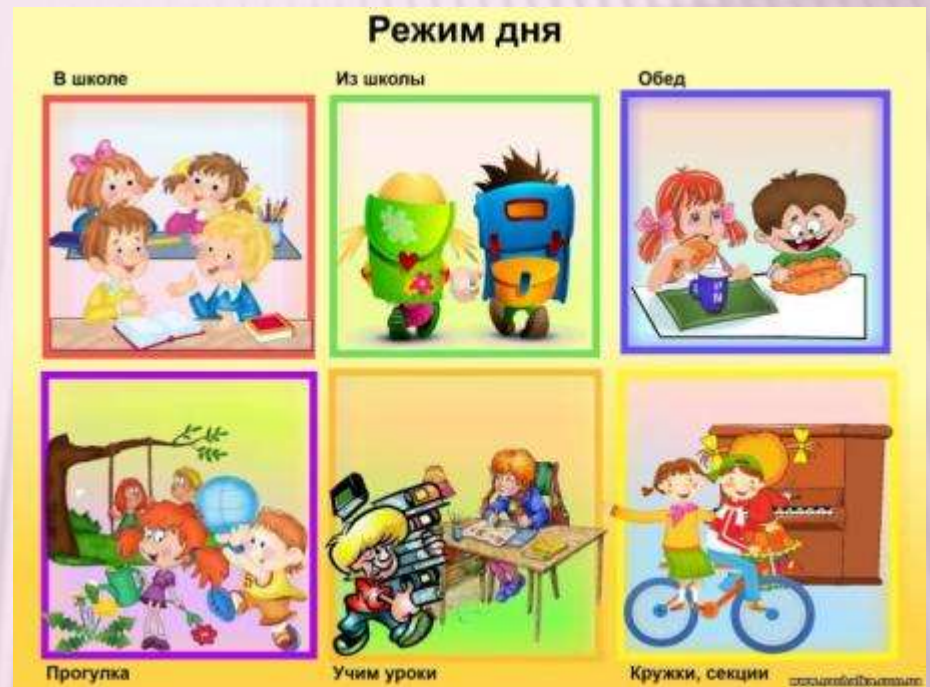 Режим дня
В школе
Из школы
Обед
Прогулка
Учим уроки
Кружки, секции